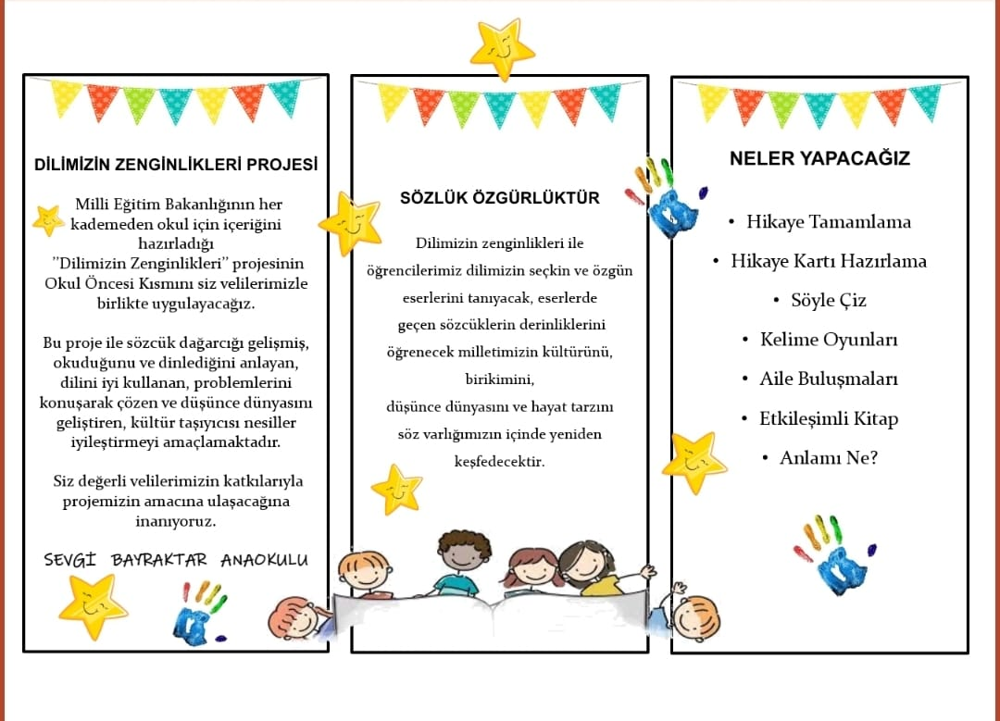 DİLİMİZİN ZENGİNLİKLERİ PROJESİ
Milli Eğitim Bakanlığının her
kademeden okul için içeriğini
hazırladığı
”Dilimizin Zenginlikleri” projesinin
Okul Öncesi Kısmını siz velilerimizle
birlikte uygulayacağız.
Bu proje ile sözcük dağarcığı gelişmiş,
okuduğunu ve dinlediğini anlayan,
dilini iyi kullanan, problemlerini
konuşarak çözen ve düşünce dünyasını
geliştiren, kültür taşıyıcısı nesiller
iyileştirmeyi amaçlamaktadır.
Siz değerli velilerimizin katkılarıyla
projemizin amacına ulaşacağına
inanıyoruz.
SEVGİ BAYRAKTAR ANAOKULU
SÖZLÜK ÖZGÜRLÜKTÜR
Dilimizin zenginlikleri ile
öğrencilerimiz dilimizin seçkin ve özgün
eserlerini tanıyacak, eserlerde
geçen sözcüklerin derinliklerini
öğrenecek milletimizin kültürünü,
birikimini,
düşünce dünyasını ve hayat tarzını
söz varlığımızın içinde yeniden
keşfedecektir.
NELER YAPACAĞIZ
• Hikaye Tamamlama
• Hikaye Kartı Hazırlama
• Söyle Çiz
• Kelime Oyunları
• Aile Buluşmaları
• Etkileşimli Kitap
• Anlamı Ne?